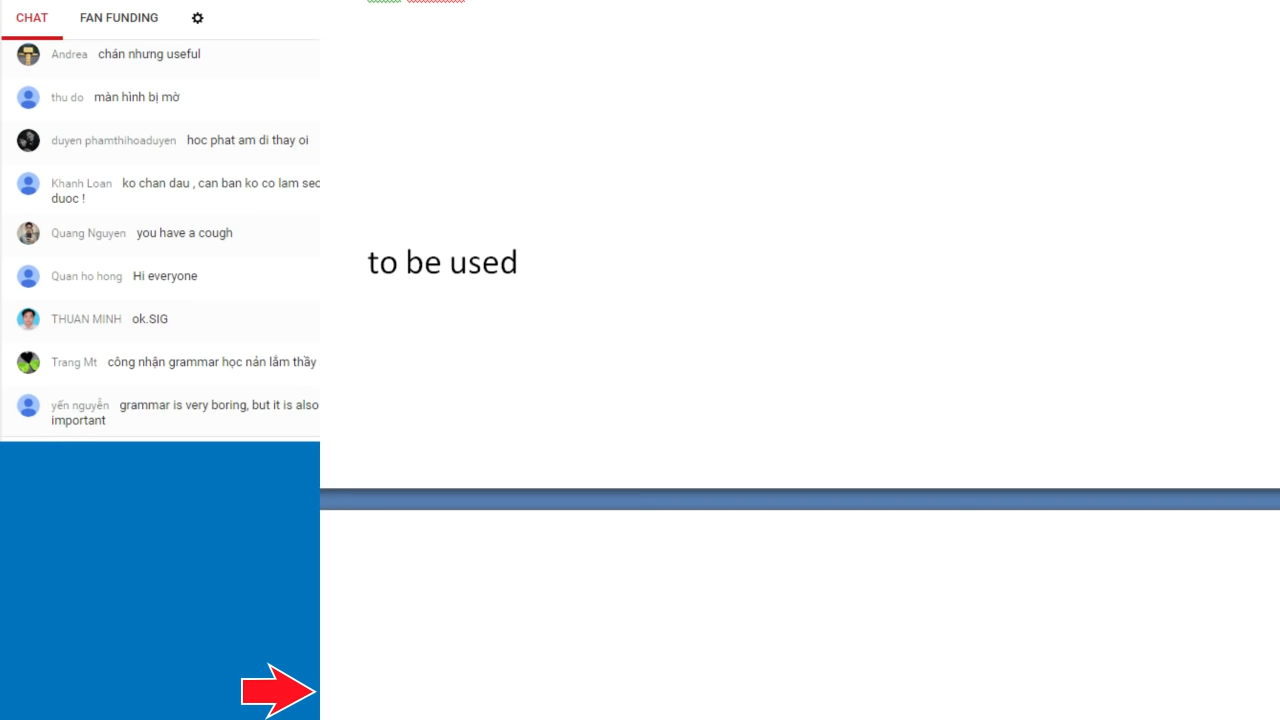 CHAT FAN FUNDING
Andrea chán nhưng useful
thu do màn hình bị mờ
duyen phamthihoaduyen hoc phat am di thay oi
Khanh Loan ko chan dau , can ban ko co lam sec
duoc !
Quang Nguyen you have a cough
Quan ho hong Hi everyone
THUAN MINH ok.SIG
Trang Mt công nhận grammar học nản lắm thầy
yến nguyễn grammar is very boring, but it is also
important
to be used